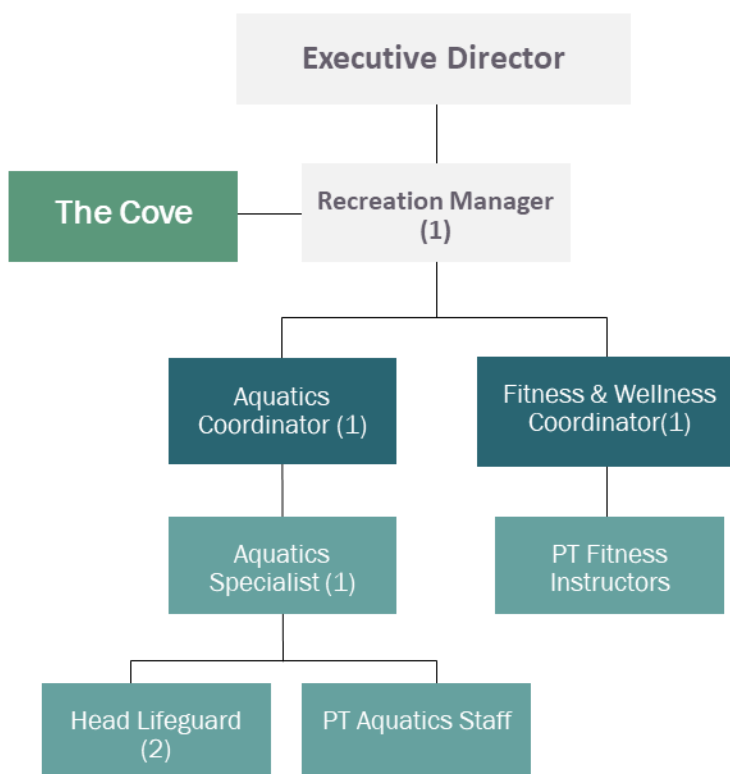 Executive Director
The Cove
Recreation Manager
(1)
Aquatics
Coordinator (1)
Fitness & Wellness
Coordinator(1)
Aquatics
Specialist (1)
PT Fitness
Instructors
Head Lifeguard
(2)
PT Aquatics Staff